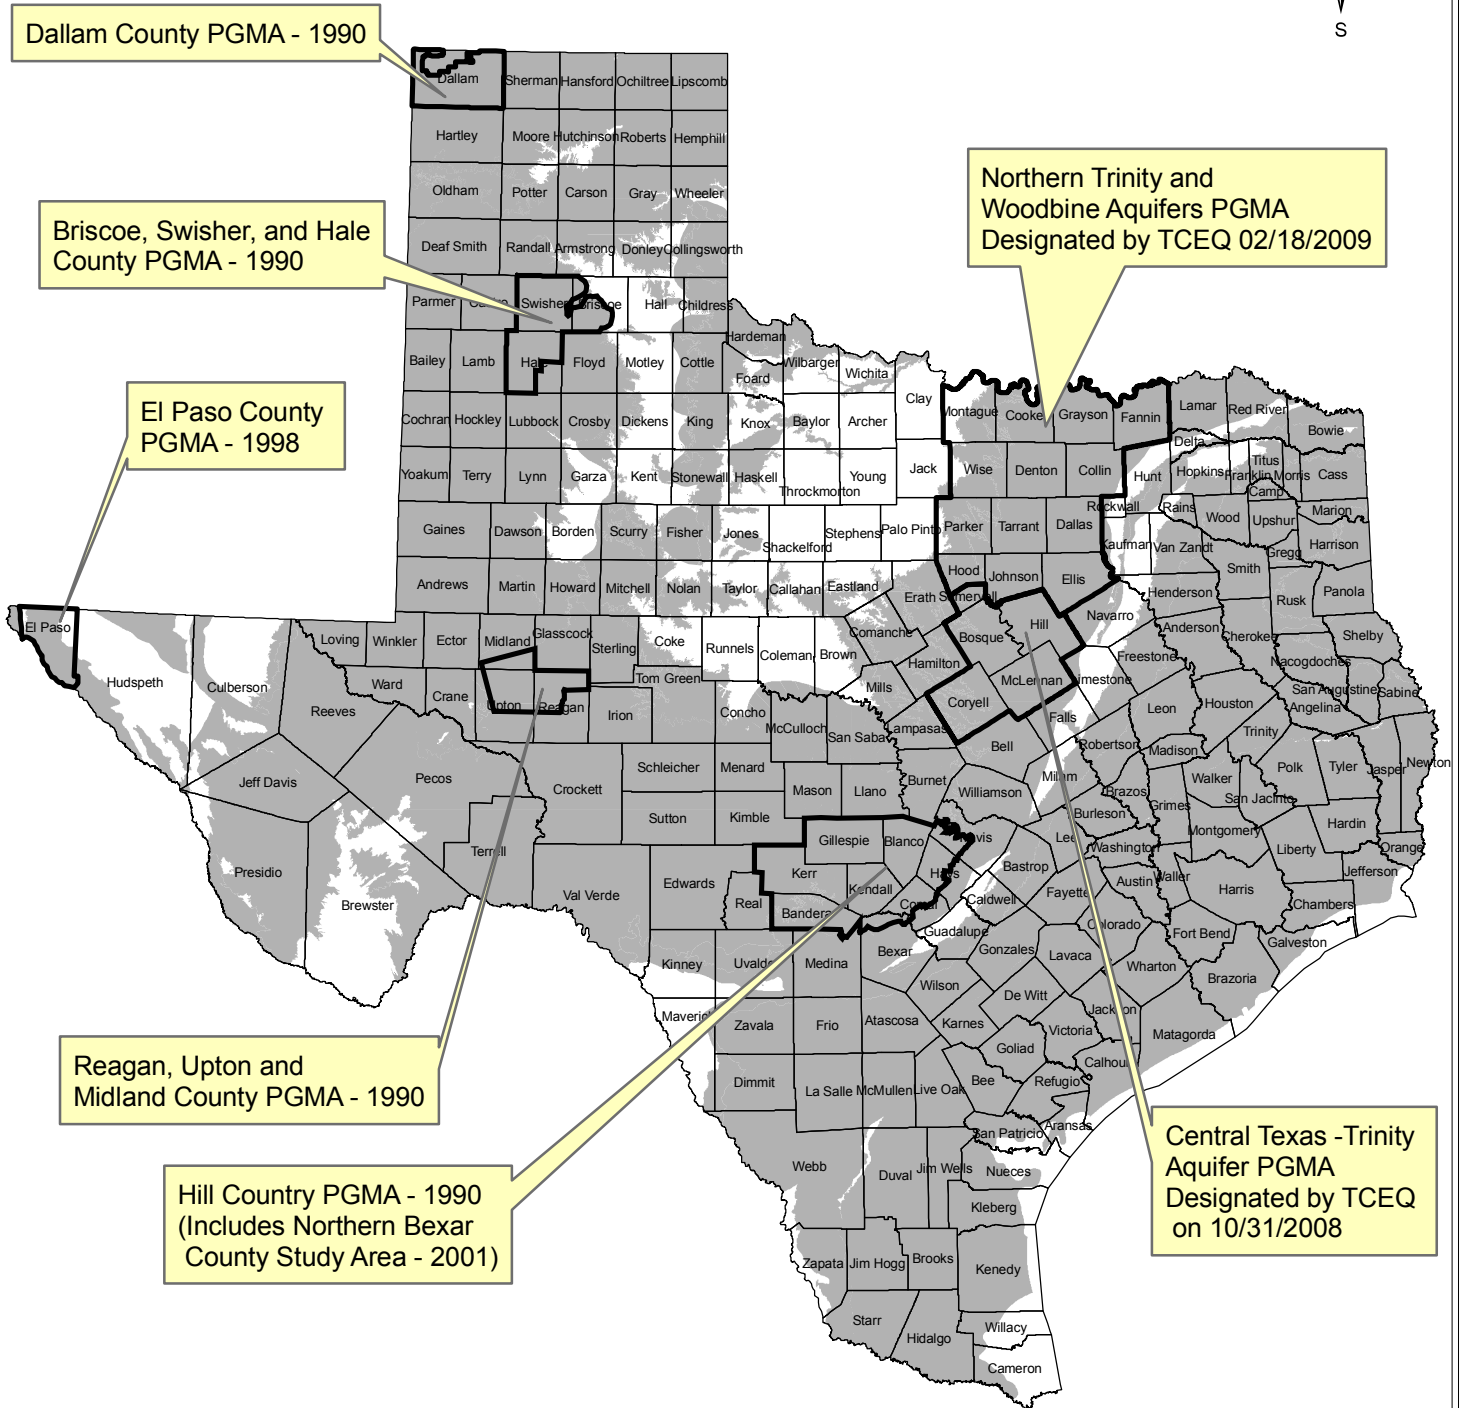 S
Dallam County PGMA - 1990
Dallam
Sherman
Hansford
Ochiltree
Lipscomb
Hartley
Moore
Hutchinson
Roberts
Hemphill
Oldham
Potter
Carson
Gray
Wheeler
Northern Trinity and
Woodbine Aquifers PGMA
Designated by TCEQ 02/18/2009
Briscoe, Swisher, and Hale
County PGMA - 1990
Deaf Smith
Randall
Armstrong
Donley
Collingsworth
Parmer
Swisher
Briscoe
Hall
Childress
Hardeman
Bailey
Lamb
Hale
Floyd
Motley
Cottle
Foard
Wilbarger
Wichita
Clay
Montague
Cooke
Grayson
Fannin
Lamar
Red River
Bowie
El Paso County
PGMA - 1998
Cochran
Hockley
Lubbock
Crosby
Dickens
King
Knox
Baylor
Archer
Delta
Yoakum
Terry
Lynn
Garza
Kent
Stonewall
Haskell
Throckmorton
Young
Jack
Wise
Denton
Collin
Hunt
Hopkins
Franklin
Titus
Morris
Camp
Cass
Marion
Gaines
Dawson
Borden
Scurry
Fisher
Jones
Shackelford
Stephens
Palo Pinto
Parker
Tarrant
Dallas
Rockwall
Rains
Wood
Upshur
Kaufman
Van Zandt
Gregg
Harrison
Andrews
Martin
Howard
Mitchell
Nolan
Taylor
Callahan
Eastland
Erath
Hood
Somervell
Johnson
Ellis
Henderson
Smith
Rusk
Panola
El Paso
Hudspeth
Culberson
Loving
Winkler
Ector
Midland
Glasscock
Sterling
Coke
Runnels
Coleman
Brown
Comanche
Hamilton
Bosque
Hill
Navarro
Anderson
Cherokee
Shelby
Nacogdoches
Freestone
Limestone
McLennan
Coryell
Mills
Ward
Crane
Upton
Reagan
Irion
Tom Green
Concho
McCulloch
San Saba
Lampasas
Bell
Falls
Leon
Houston
San Augustine
Sabine
Angelina
Trinity
Reeves
Jeff Davis
Pecos
Crockett
Schleicher
Menard
Mason
Llano
Burnet
Williamson
Milam
Robertson
Madison
Brazos
Walker
Polk
Tyler
Jasper
Newton
San Jacinto
Grimes
Burleson
Sutton
Kimble
Gillespie
Blanco
Travis
Lee
Washington
Montgomery
Hardin
Liberty
Orange
Jefferson
Terrell
Presidio
Brewster
Val Verde
Edwards
Real
Kerr
Kendall
Bandera
Hays
Comal
Caldwell
Bastrop
Fayette
Austin
Waller
Harris
Chambers
Colorado
Fort Bend
Galveston
Guadalupe
Gonzales
Lavaca
Wharton
Brazoria
Kinney
Uvalde
Medina
Bexar
Wilson
De Witt
Jackson
Matagorda
Maverick
Zavala
Frio
Atascosa
Karnes
Victoria
Goliad
Calhoun
Reagan, Upton and
Midland County PGMA - 1990
Dimmit
La Salle
McMullen
Live Oak
Bee
Refugio
Aransas
San Patricio
Central Texas -Trinity
Aquifer PGMA
Designated by TCEQ
on 10/31/2008
Hill Country PGMA - 1990
(Includes Northern Bexar
County Study Area - 2001)
Webb
Duval
Jim Wells
Nueces
Kleberg
Zapata
Jim Hogg
Brooks
Kenedy
Starr
Hidalgo
Willacy
Cameron